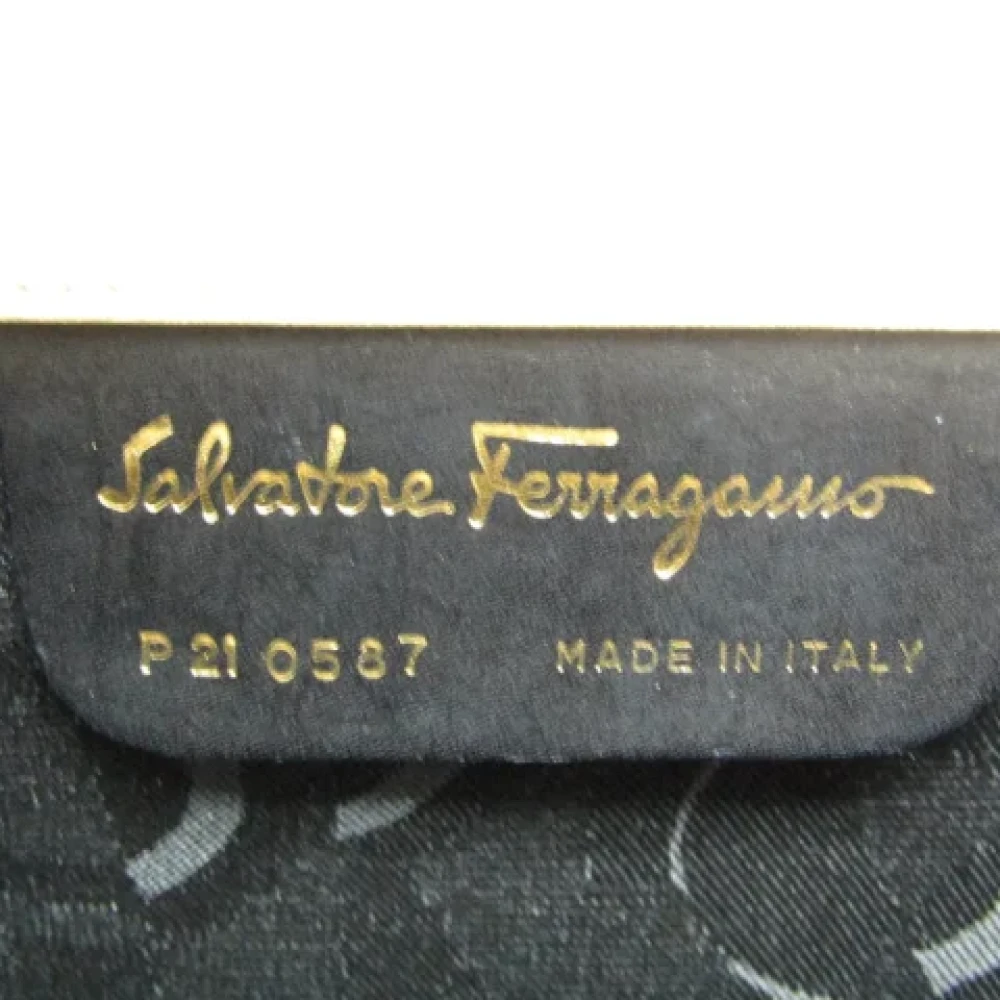 Salvatore Ferragamo
P 21 0587 MADE IN ITALY